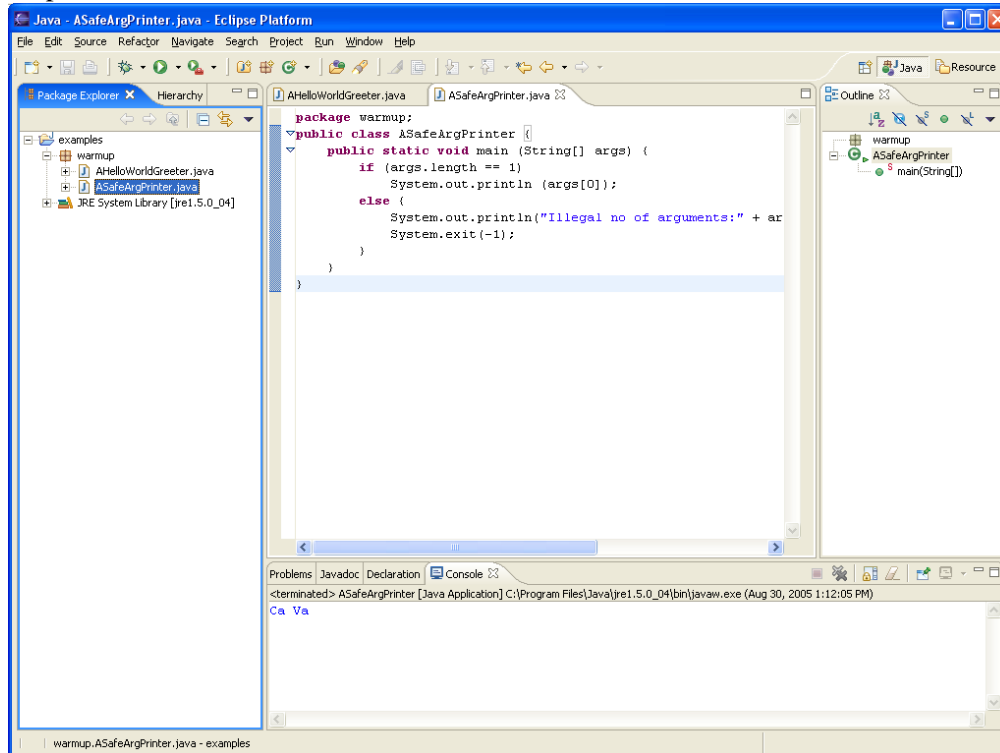 Java - ASafeArgPrinter.java - Eclipse Platform
File Edit Source Refactor Navigate Search Project Run Window Help
Java Resource
Package Explorer Hierarchy
AHelloWorldGreeter.java ASafeArgPrinter.java
Outline
examples
warmup
AHelloWorldGreeter.java
ASafeArgPrinter.java
JRE System Library [jre1.5.0_04]
package warmup;
public class ASafeArgPrinter {
public static void main (String[] args) {
if (args.length == 1)
System.out.println (args[0]);
else {
System.out.println("Illegal no of arguments:" + ar
System.exit(-1);
}
}
}
warmup
ASafeArgPrinter
S main(String[])
Problems Javadoc Declaration Console
<terminated> ASafeArgPrinter [Java Application] C:\Program Files\Java\jre1.5.0_04\bin\javaw.exe (Aug 30, 2005 1:12:05 PM)
Ca Va
warmup.ASafeArgPrinter.java - examples